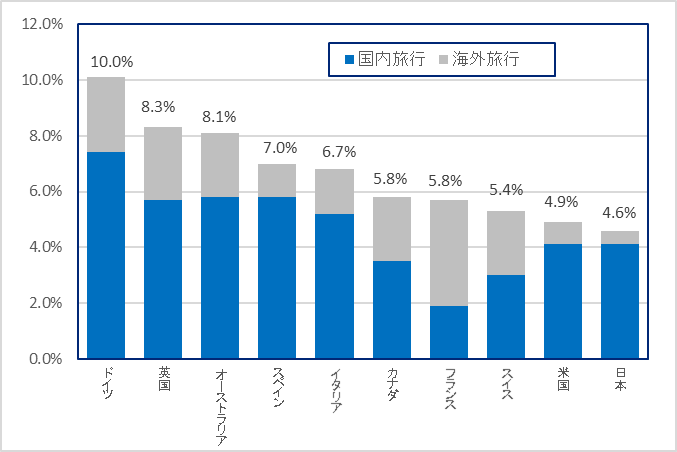 12.0%
10.0%
8.0%
6.0%
4.0%
2.0%
0.0%
国内旅行 海外旅行
10.0%
8.3%
8.1%
7.0%
6.7%
5.8%
5.8%
5.4%
4.9%
4.6%
ドイツ
英国
オーストラリア
スペイン
イタリア
カナダ
フランス
スイス
米国
日本